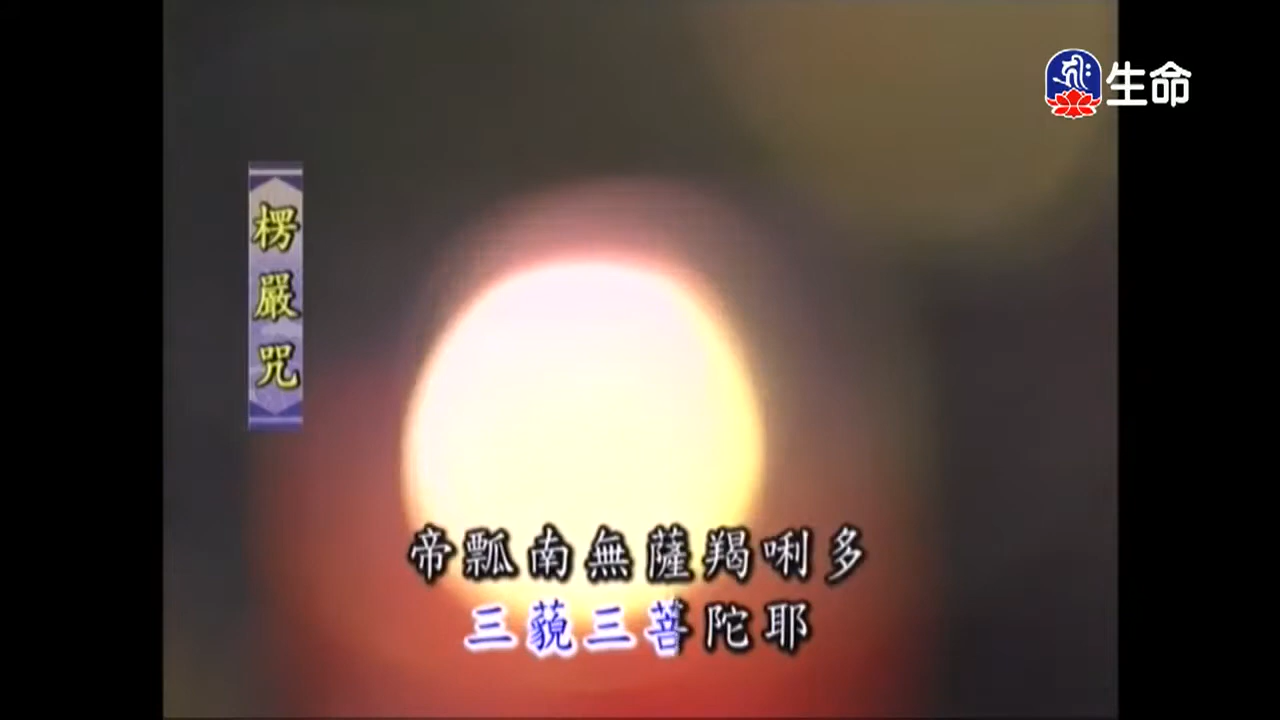 生命
楞嚴咒
帝瓢南無薩羯唎多
三藐三菩陀耶